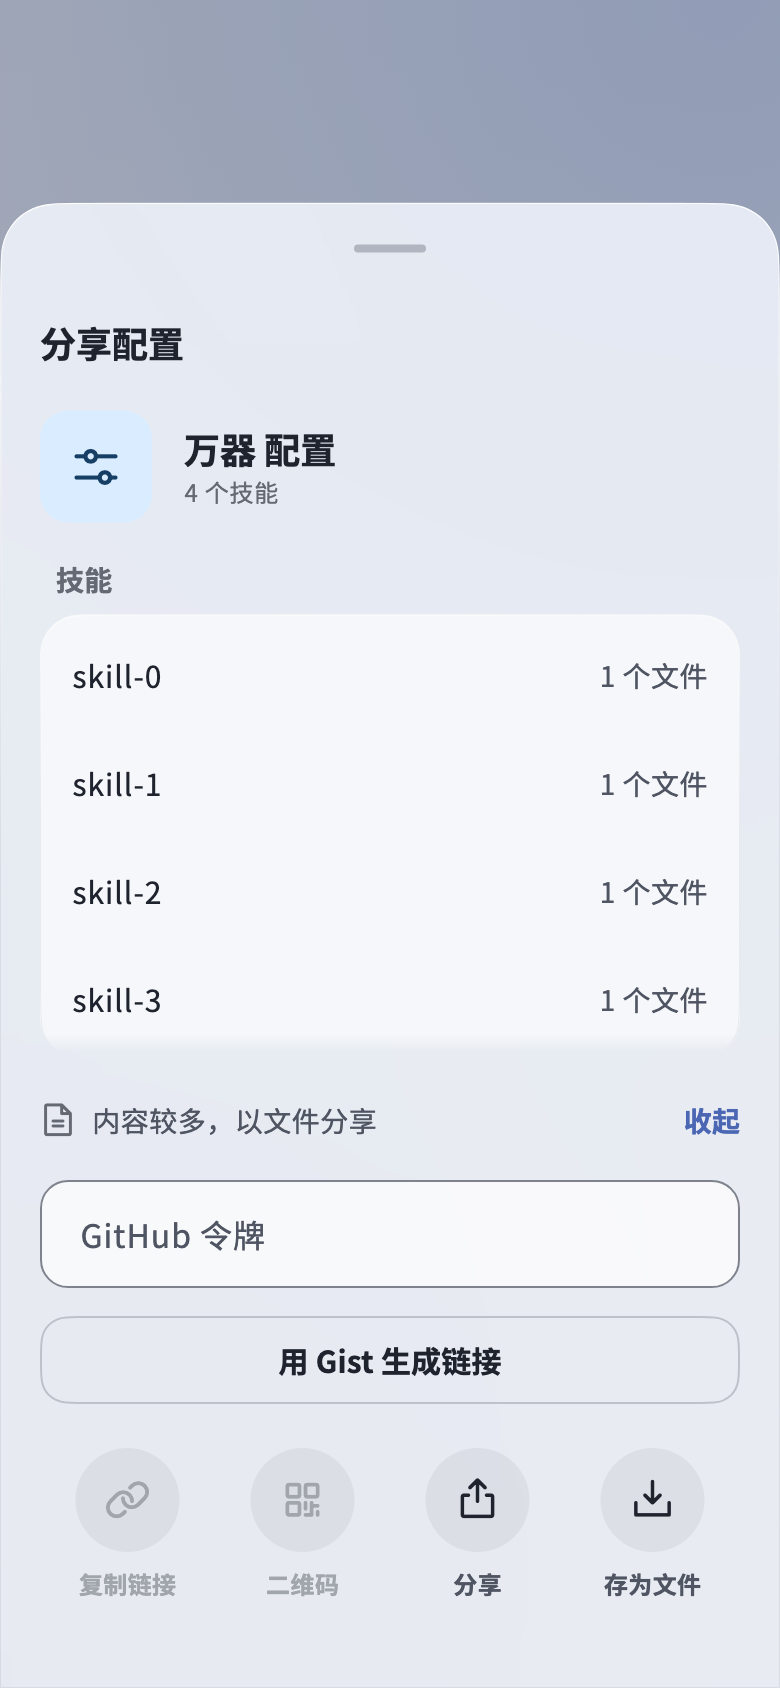 分享配置
万器 配置
4 个技能
技能
skill-0 1 个文件
skill-1 1 个文件
skill-2 1 个文件
skill-3 1 个文件
内容较多，以文件分享 收起
GitHub 令牌
用 Gist 生成链接
复制链接 二维码 分享 存为文件